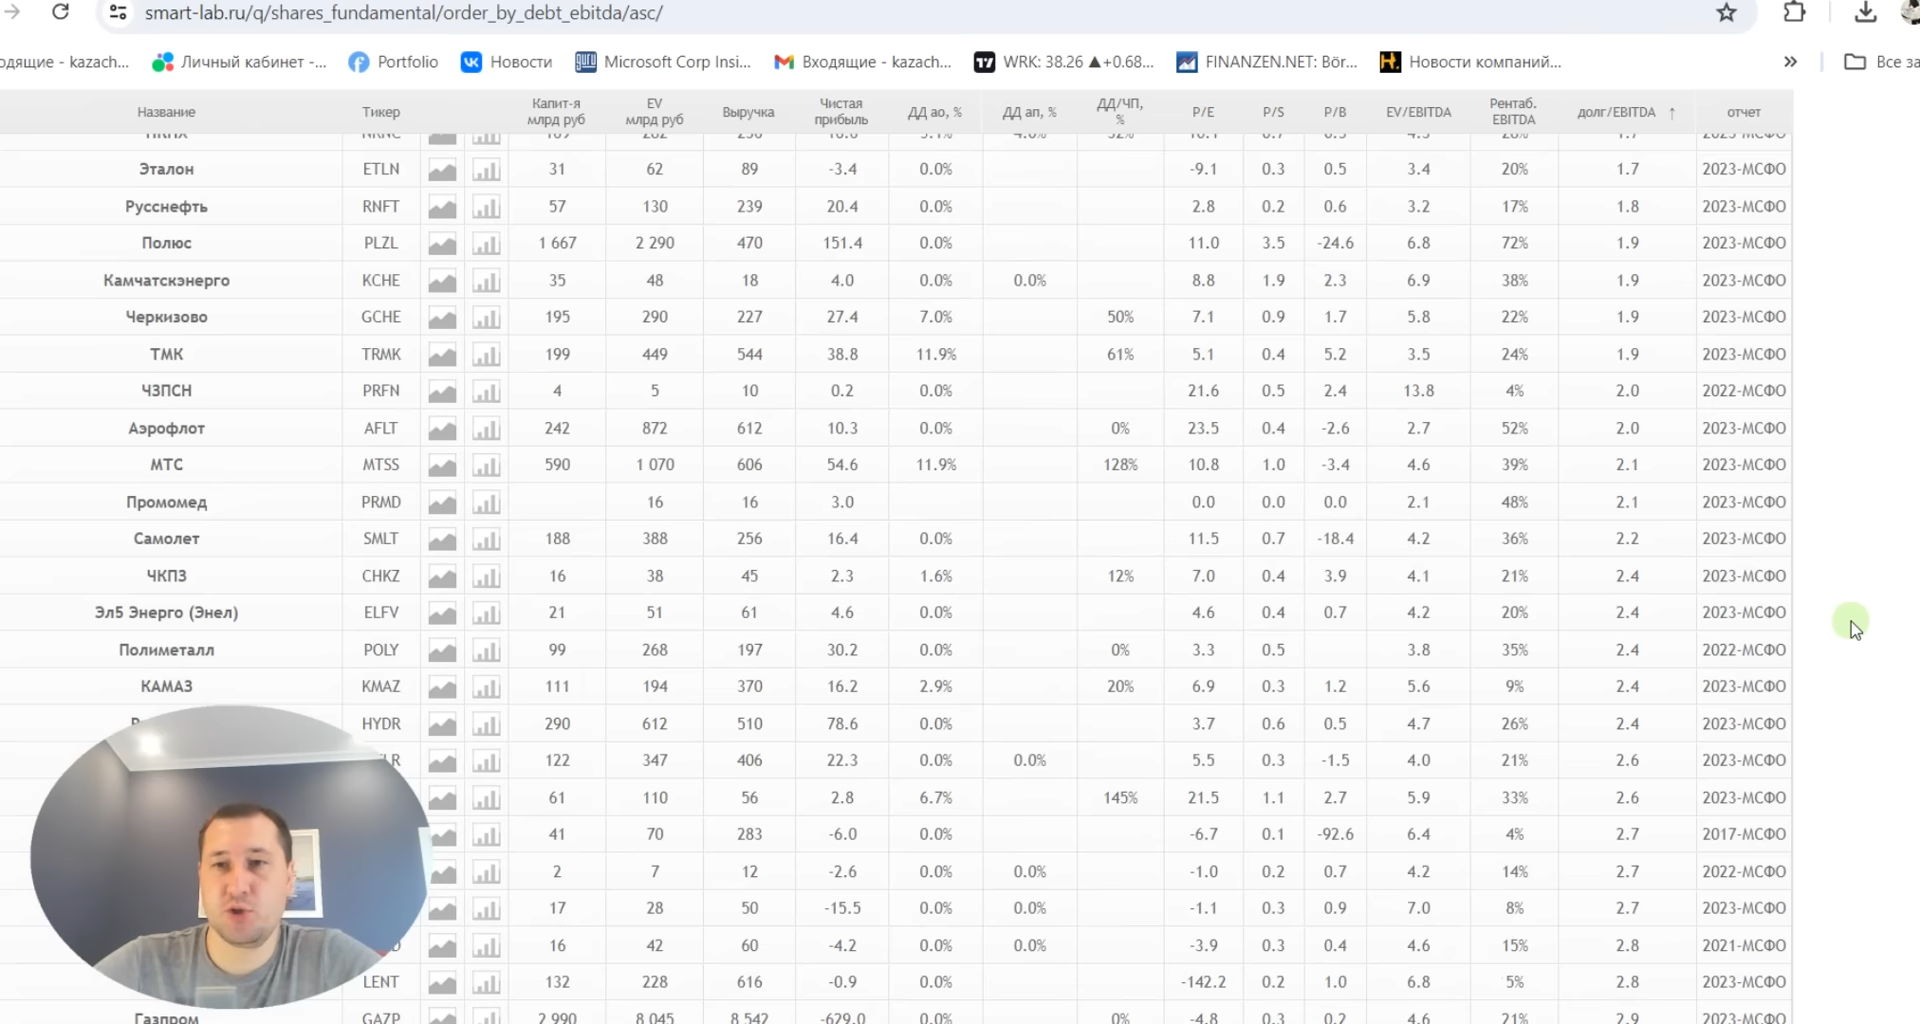 smart-lab.ru/q/shares_fundamental/order_by_debt_ebitda/asc/
одящие - kazach... Личный кабинет -... Portfolio Новости Microsoft Corp Insi... Входящие - kazach... WRK: 38.26 ▲+0.68... FINANZEN.NET: Bör... Новости компаний... » Все за
Название Тикер Капит-я млрд руб EV млрд руб Выручка Чистая прибыль ДД ао, % ДД ап, % ДД/ЧП, % P/E P/S P/B EV/EBITDA Рентаб. EBITDA долг/EBITDA ↑ отчет
Эталон ETLN 31 62 89 -3.4 0.0% -9.1 0.3 0.5 3.4 20% 1.7 2023-МСФО
Русснефть RNFT 57 130 239 20.4 0.0% 2.8 0.2 0.6 3.2 17% 1.8 2023-МСФО
Полюс PLZL 1 667 2 290 470 151.4 0.0% 11.0 3.5 -24.6 6.8 72% 1.9 2023-МСФО
Камчатскэнерго KCHE 35 48 18 4.0 0.0% 0.0% 8.8 1.9 2.3 6.9 38% 1.9 2023-МСФО
Черкизово GCHE 195 290 227 27.4 7.0% 50% 7.1 0.9 1.7 5.8 22% 1.9 2023-МСФО
ТМК TRMK 199 449 544 38.8 11.9% 61% 5.1 0.4 5.2 3.5 24% 1.9 2023-МСФО
ЧЗПСН PRFN 4 5 10 0.2 0.0% 21.6 0.5 2.4 13.8 4% 2.0 2022-МСФО
Аэрофлот AFLT 242 872 612 10.3 0.0% 0% 23.5 0.4 -2.6 2.7 52% 2.0 2023-МСФО
МТС MTSS 590 1 070 606 54.6 11.9% 128% 10.8 1.0 -3.4 4.6 39% 2.1 2023-МСФО
Промомед PRMD 16 16 3.0 0.0 0.0 0.0 2.1 48% 2.1 2023-МСФО
Самолет SMLT 188 388 256 16.4 0.0% 11.5 0.7 -18.4 4.2 36% 2.2 2023-МСФО
ЧКПЗ CHKZ 16 38 45 2.3 1.6% 12% 7.0 0.4 3.9 4.1 21% 2.4 2023-МСФО
Эл5 Энерго (Энел) ELFV 21 51 61 4.6 0.0% 4.6 0.4 0.7 4.2 20% 2.4 2023-МСФО
Полиметалл POLY 99 268 197 30.2 0.0% 0% 3.3 0.5 3.8 35% 2.4 2022-МСФО
КАМАЗ KMAZ 111 194 370 16.2 2.9% 20% 6.9 0.3 1.2 5.6 9% 2.4 2023-МСФО
HYDR 290 612 510 78.6 0.0% 3.7 0.6 0.5 4.7 26% 2.4 2023-МСФО
122 347 406 22.3 0.0% 0.0% 5.5 0.3 -1.5 4.0 21% 2.6 2023-МСФО
61 110 56 2.8 6.7% 145% 21.5 1.1 2.7 5.9 33% 2.6 2023-МСФО
41 70 283 -6.0 0.0% -6.7 0.1 -92.6 6.4 4% 2.7 2017-МСФО
2 7 12 -2.6 0.0% 0.0% -1.0 0.2 0.7 4.2 14% 2.7 2022-МСФО
17 28 50 -15.5 0.0% 0.0% -1.1 0.3 0.9 7.0 8% 2.7 2023-МСФО
16 42 60 -4.2 0.0% 0.0% -3.9 0.3 0.4 4.6 15% 2.8 2021-МСФО
LENT 132 228 616 -0.9 0.0% -142.2 0.2 1.0 6.8 5% 2.8 2023-МСФО
Газпром GAZP 2 990 8 045 8 542 -629.0 0.0% 0% -4.8 0.3 0.2 4.6 21% 2.9 2023-МСФО